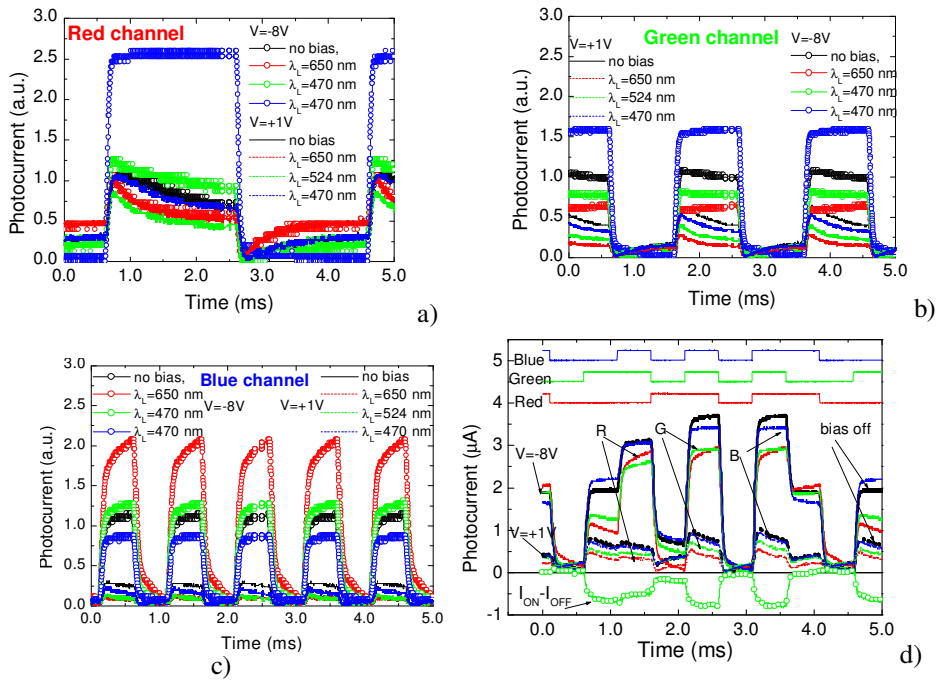 Red channel
V=-8V
no bias,
λL=650 nm
λL=470 nm
λL=470 nm
V=+1V
no bias
λL=650 nm
λL=524 nm
λL=470 nm
Photocurrent (a.u.)
3.0
2.5
2.0
1.5
1.0
0.5
0.0
0.0 1.0 2.0 3.0 4.0 5.0
Time (ms)
a)
Green channel
V=+1V
no bias
λL=650 nm
λL=524 nm
λL=470 nm
V=-8V
no bias
λL=650 nm
λL=470 nm
λL=470 nm
Photocurrent (a.u.)
2.5
2.0
1.5
1.0
0.5
0.0
0.0 1.0 2.0 3.0 4.0 5.0
Time (ms)
b)
Blue channel
no bias,
λL=650 nm
λL=470 nm
λL=470 nm
V=-8V
V=+1V
no bias
λL=650 nm
λL=524 nm
λL=470 nm
Photocurrent (a.u.)
3.0
2.5
2.0
1.5
1.0
0.5
0.0
0.0 1.0 2.0 3.0 4.0 5.0
Time (ms)
c)
Blue
Green
Red
V=-8V
R
G
B
bias off
V=+1V
ION-IOFF
Photocurrent (µA)
5
4
3
2
1
0
-1
0.0 1.0 2.0 3.0 4.0 5.0
Time (ms)
d)